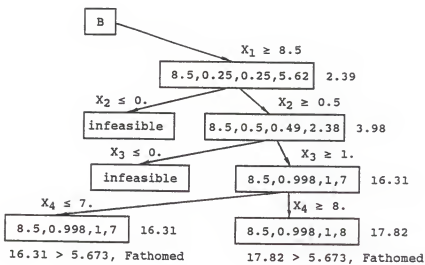 B
X1 ≥ 8.5
8.5,0.25,0.25,5.62 2.39
X2 ≤ 0. X2 ≥ 0.5
infeasible 8.5,0.5,0.49,2.38 3.98
X3 ≤ 0. X3 ≥ 1.
infeasible 8.5,0.998,1,7 16.31
X4 ≤ 7. X4 ≥ 8.
8.5,0.998,1,7 16.31 8.5,0.998,1,8 17.82
16.31 > 5.673, Fathomed 17.82 > 5.673, Fathomed